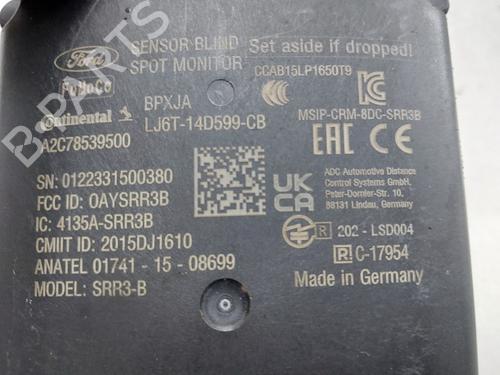 Ford
SENSOR BLIND
SPOT MONITOR
Set aside if dropped!
CCAB15LP1650T9
FoMoCo
Continental
BPXJA
LJ6T-14D599-CB
A2C78539500
MSIP-CRM-8DC-SRR3B
EAC CE
SN: 0122331500380
FCC ID: OAYSRR3B
IC: 4135A-SRR3B
CMIIT ID: 2015DJ1610
ANATEL 01741 - 15 - 08699
MODEL: SRR3-B
UK
CA
ADC Automotive Distance
Control Systems GmbH,
Peter-Dornier-Str. 10,
88131 Lindau, Germany
R 202 - LSD004
R C-17954
Made in Germany
B-PARTS